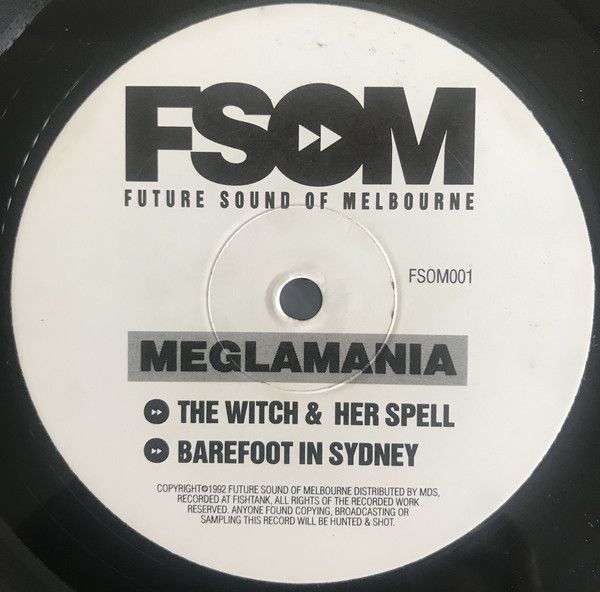 FSOM
FUTURE SOUND OF MELBOURNE
FSOM001
MEGLAMANIA
THE WITCH & HER SPELL
BAREFOOT IN SYDNEY
COPYRIGHT©1992 FUTURE SOUND OF MELBOURNE DISTRIBUTED BY MDS,
RECORDED AT FISHTANK, ALL RIGHTS OF THE RECORDED WORK
RESERVED. ANYONE FOUND COPYING, BROADCASTING OR
SAMPLING THIS RECORD WILL BE HUNTED & SHOT.